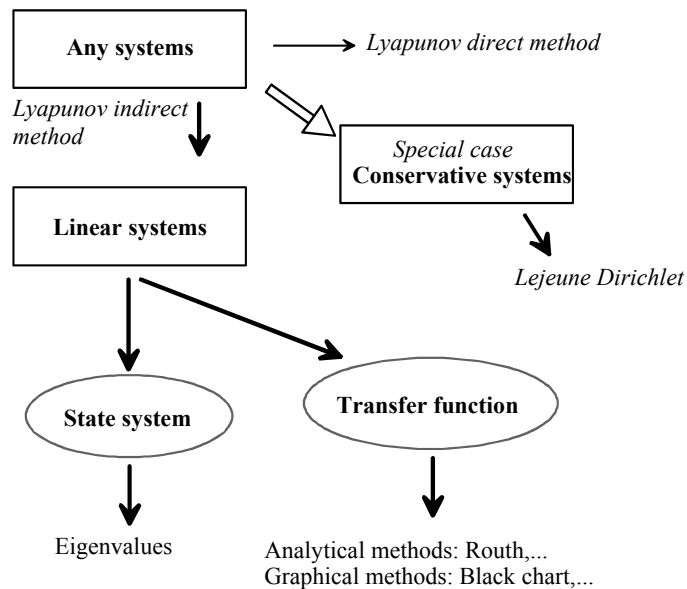 Any systems
Lyapunov direct method
Lyapunov indirect
method
Special case
Conservative systems
Linear systems
Lejeune Dirichlet
State system
Transfer function
Eigenvalues
Analytical methods: Routh,...
Graphical methods: Black chart,...